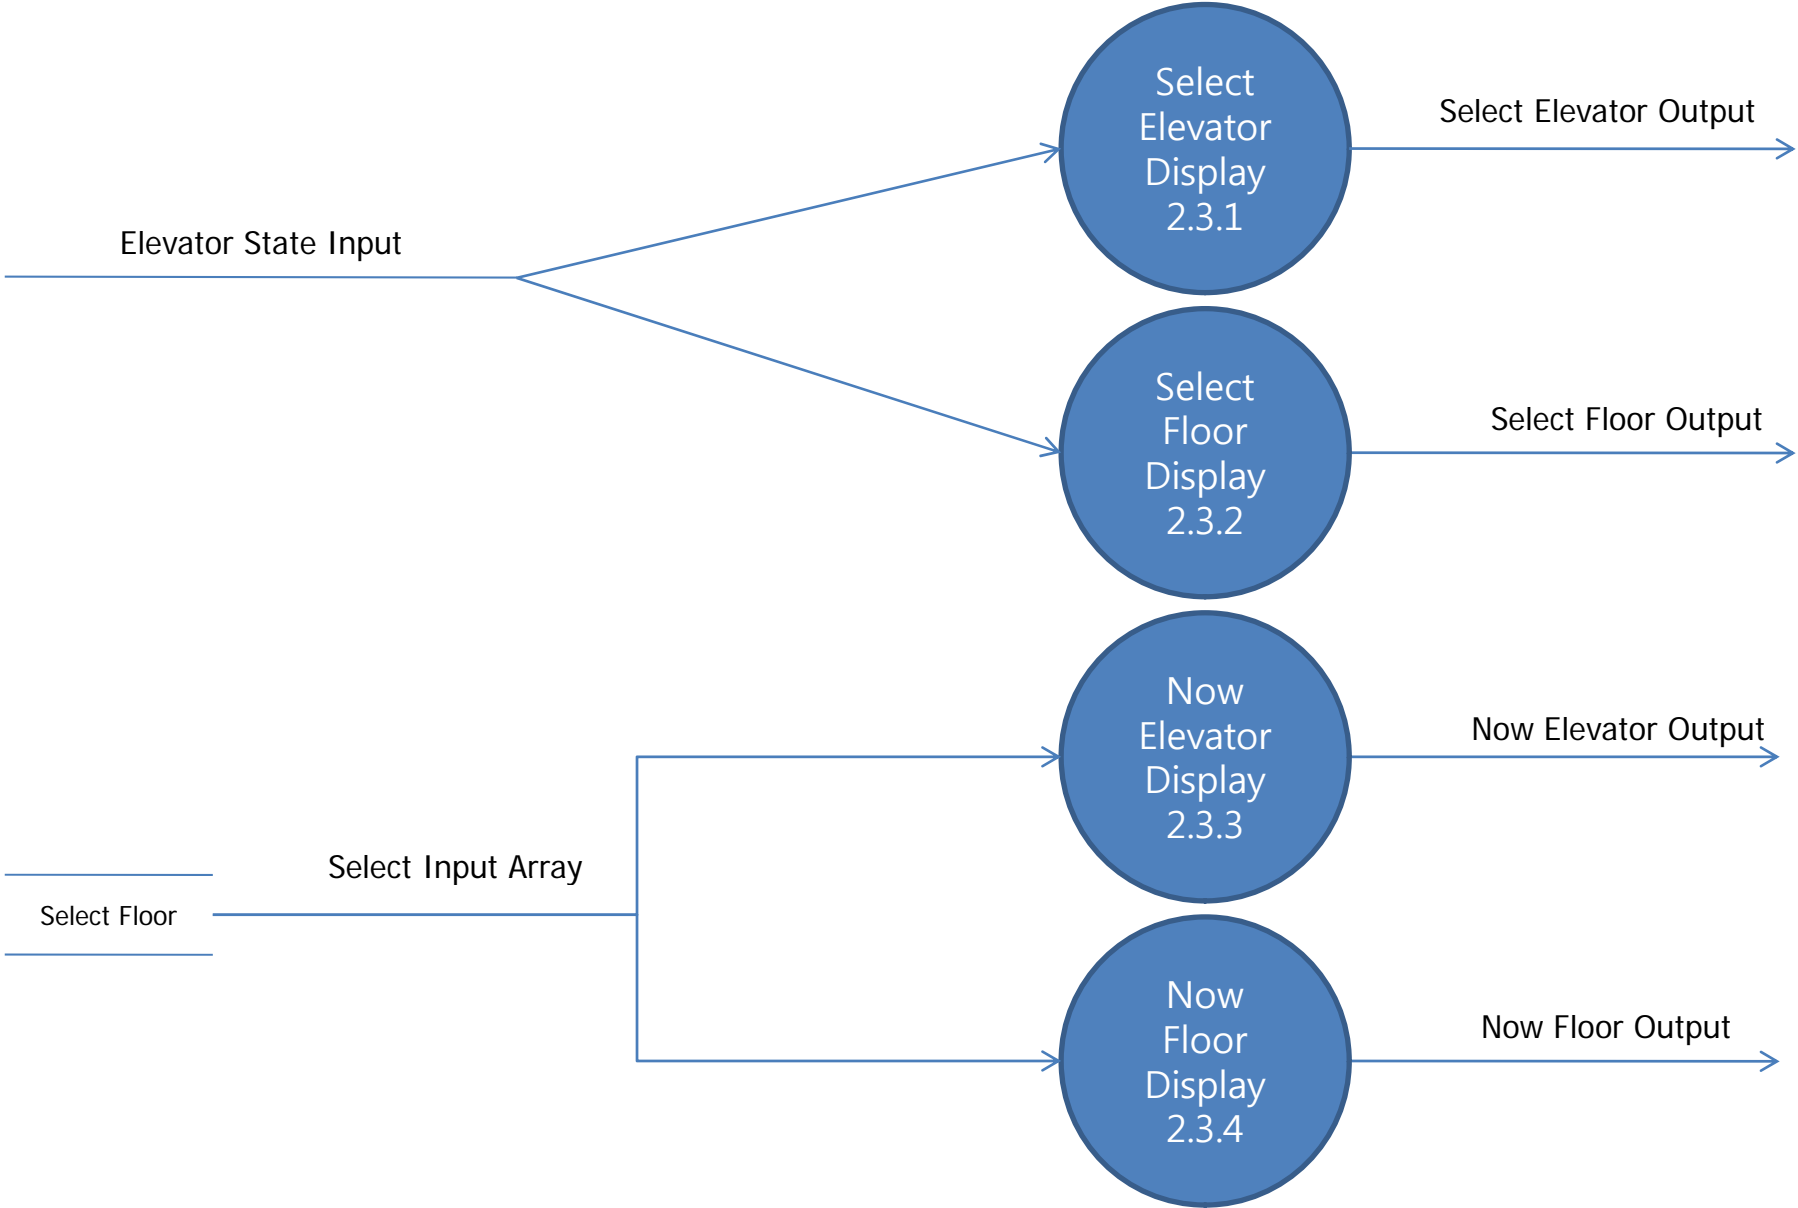 Select
Elevator
Display
2.3.1
Select Elevator Output
Elevator State Input
Select
Floor
Display
2.3.2
Select Floor Output
Now
Elevator
Display
2.3.3
Now Elevator Output
Select Input Array
Select Floor
Now
Floor
Display
2.3.4
Now Floor Output